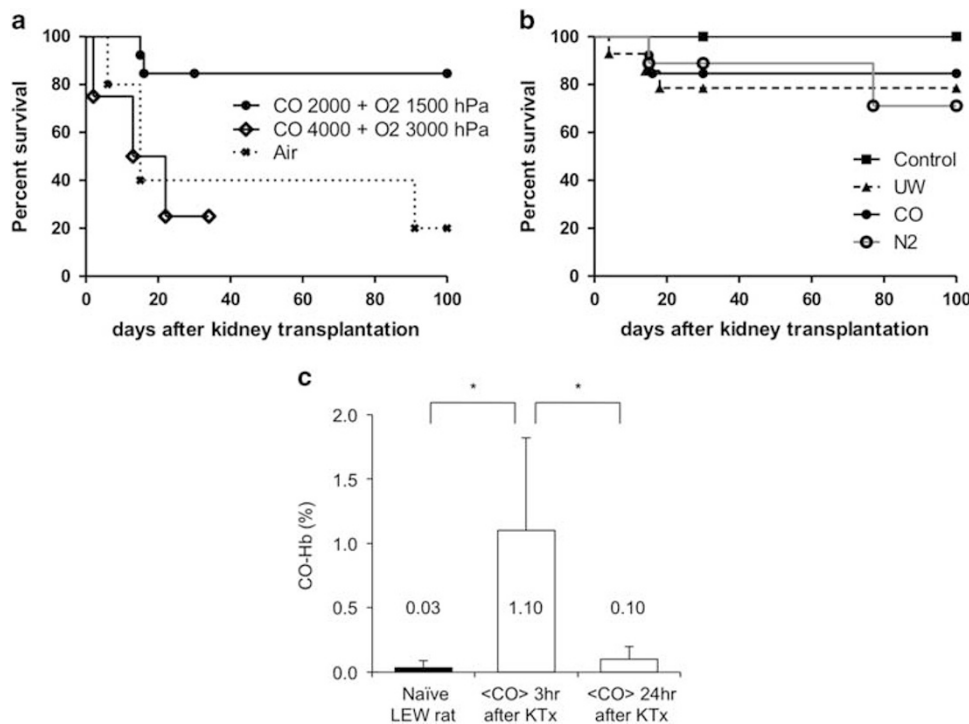 a
100
80
60
40
20
0
Percent survival
CO 2000 + O2 1500 hPa
CO 4000 + O2 3000 hPa
Air
0 20 40 60 80 100
days after kidney transplantation
b
100
80
60
40
20
0
Percent survival
Control
UW
CO
N2
0 20 40 60 80 100
days after kidney transplantation
c
* *
2.0
1.5
1.0
0.5
0.0
CO-Hb (%)
0.03 1.10 0.10
Naïve <CO> 3hr <CO> 24hr
LEW rat after KTx after KTx